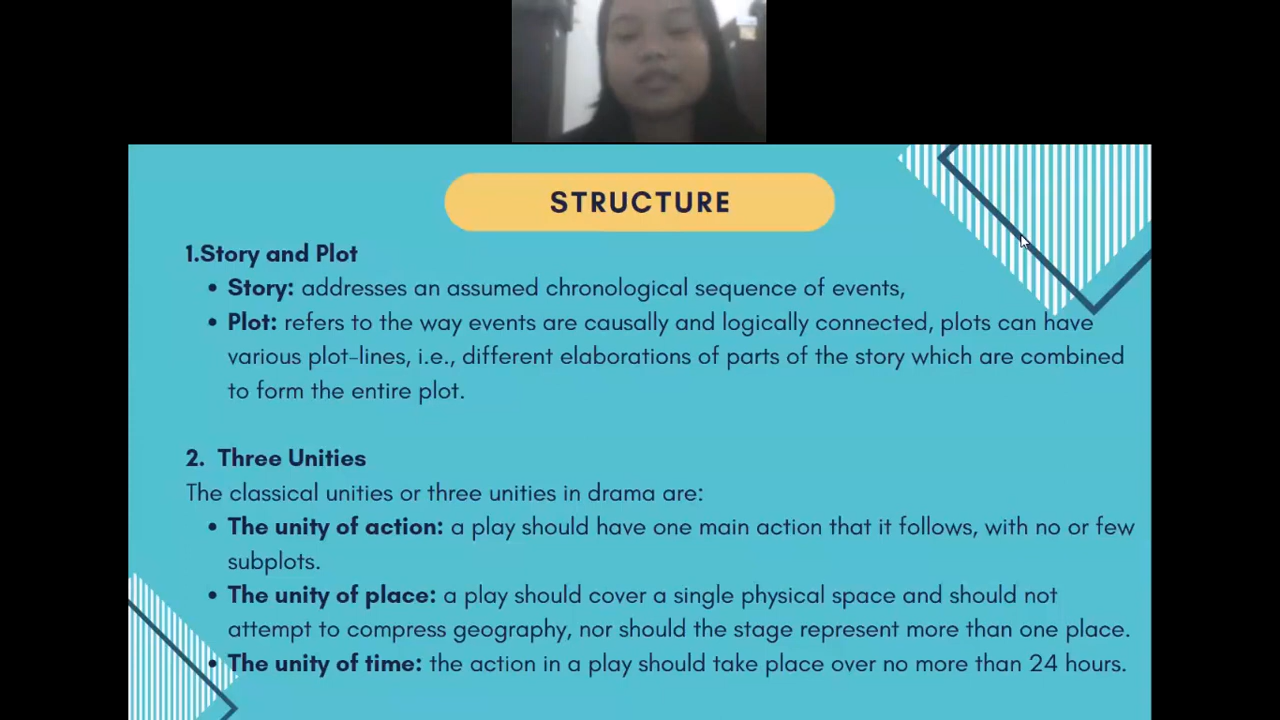 STRUCTURE
1.Story and Plot
• Story: addresses an assumed chronological sequence of events,
• Plot: refers to the way events are causally and logically connected, plots can have
various plot-lines, i.e., different elaborations of parts of the story which are combined
to form the entire plot.
2. Three Unities
The classical unities or three unities in drama are:
• The unity of action: a play should have one main action that it follows, with no or few
subplots.
• The unity of place: a play should cover a single physical space and should not
attempt to compress geography, nor should the stage represent more than one place.
• The unity of time: the action in a play should take place over no more than 24 hours.